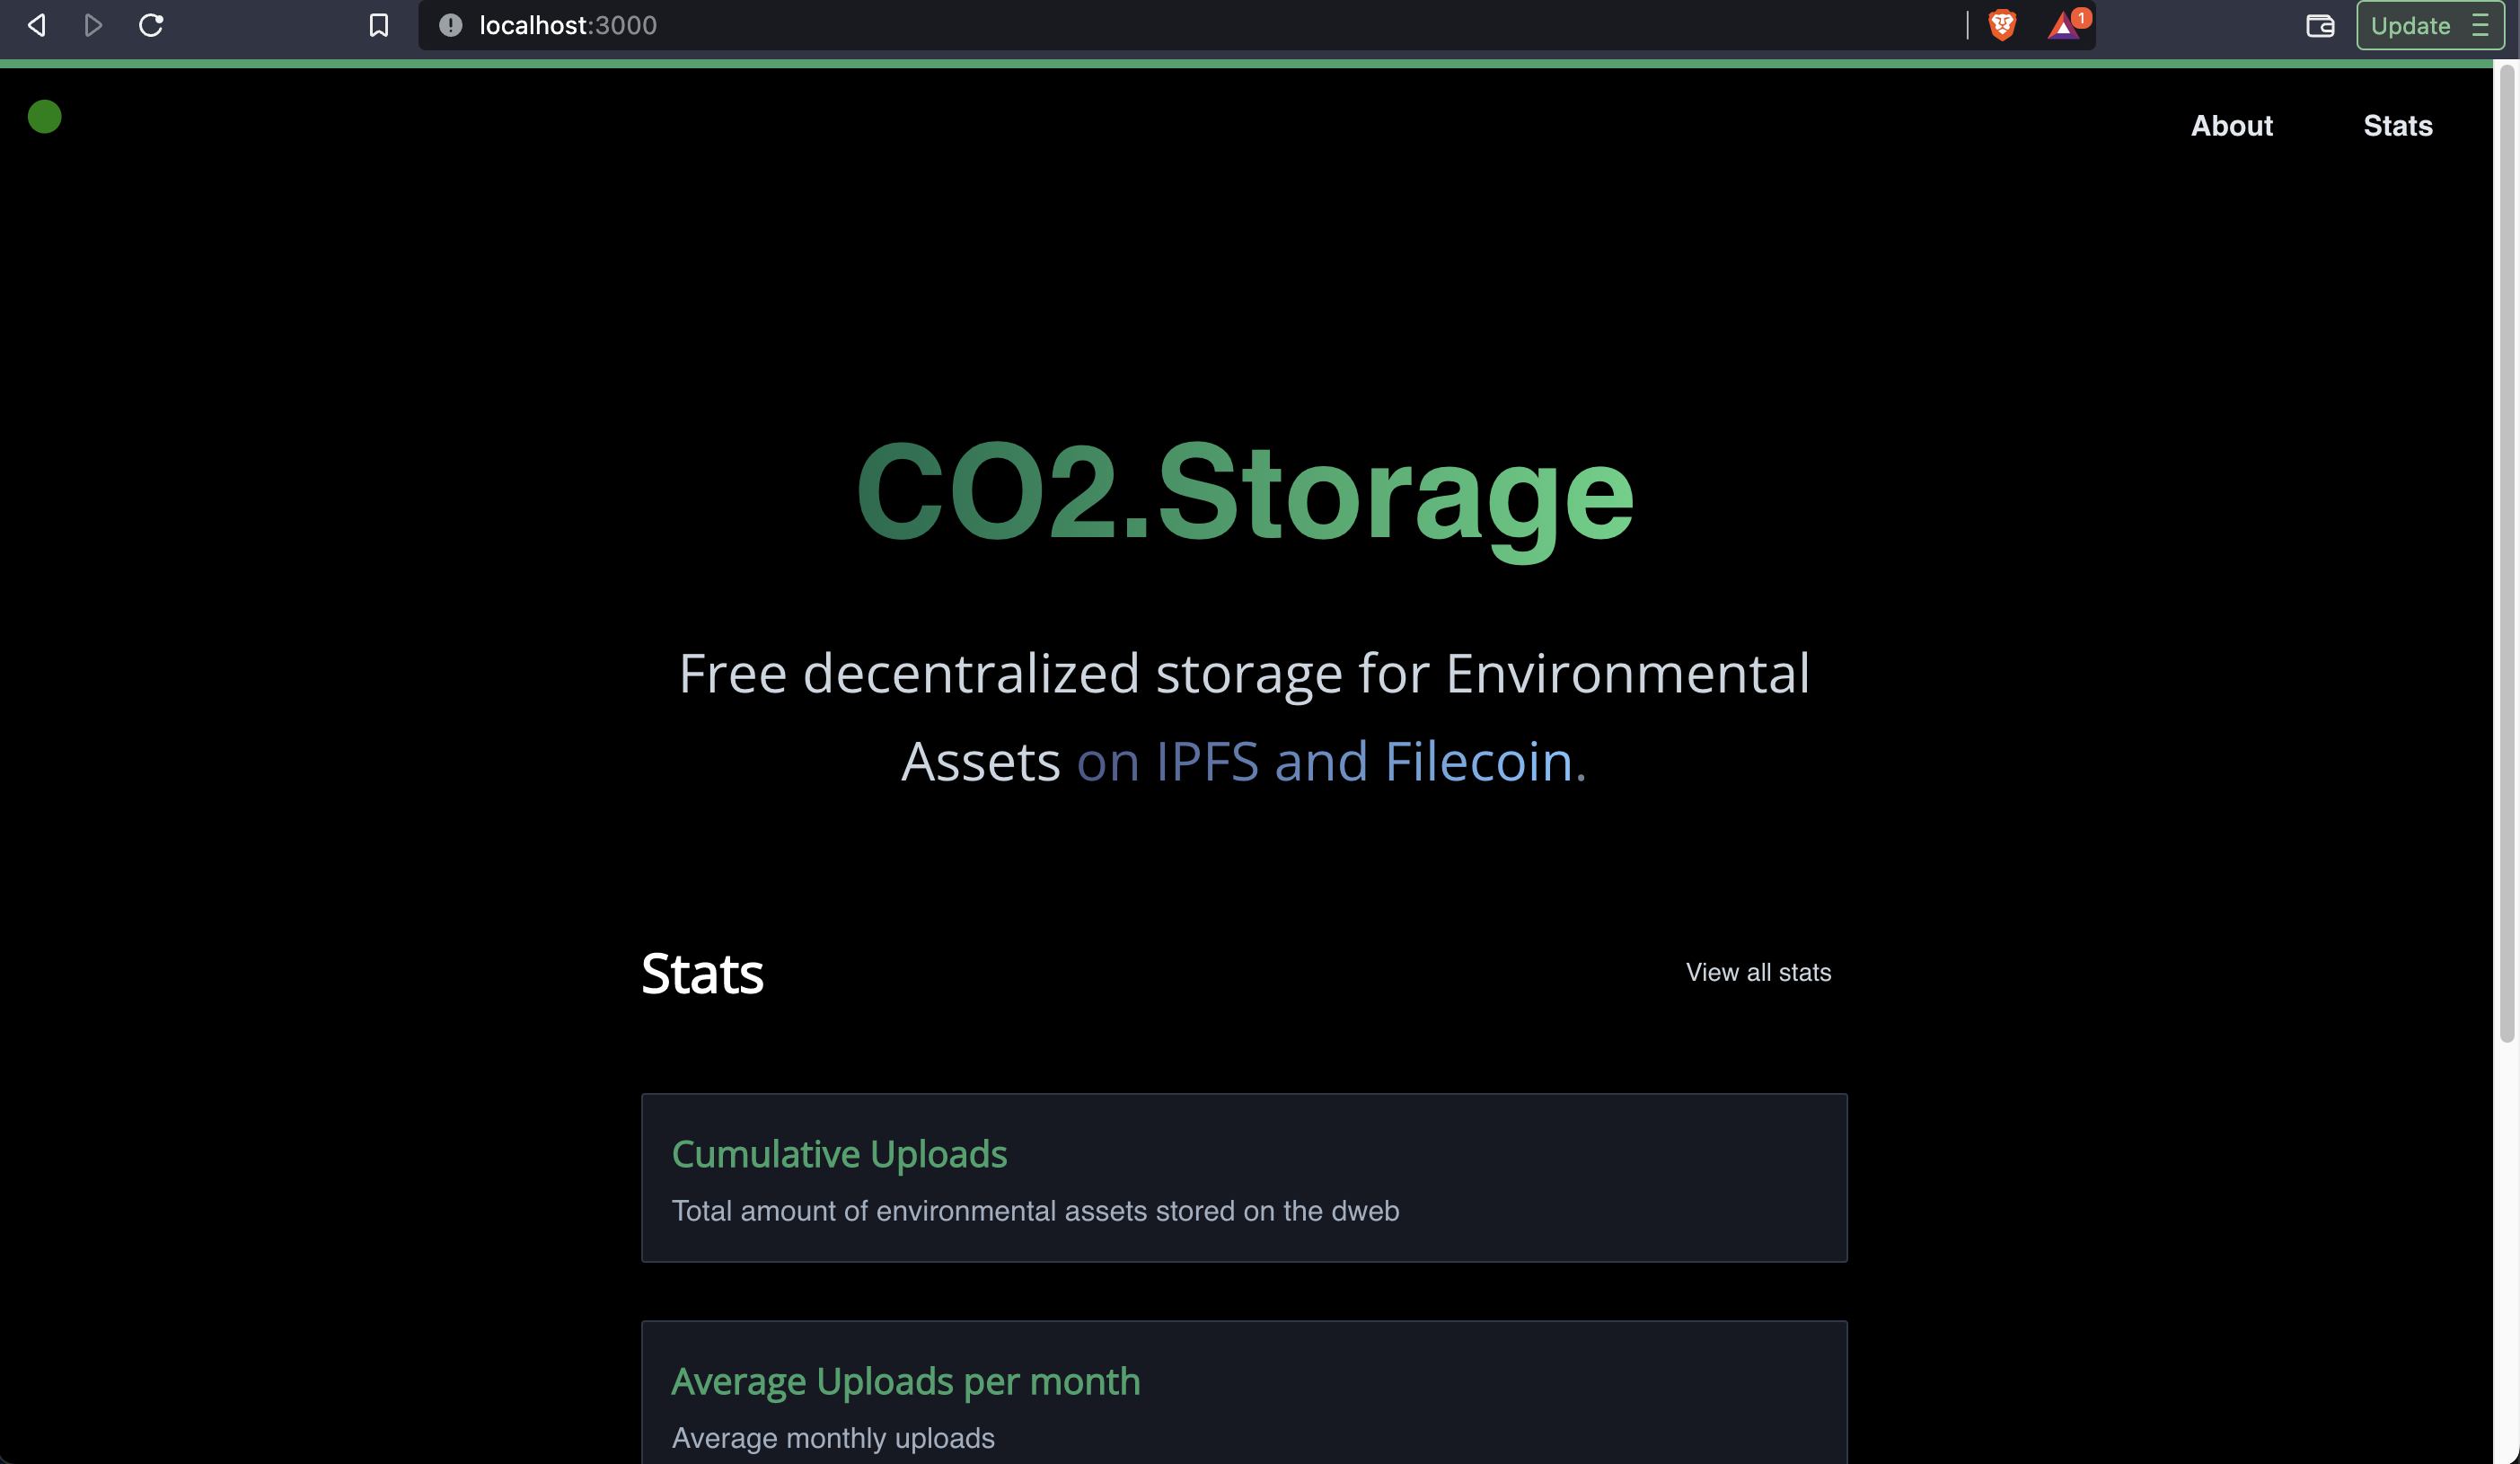 localhost:3000
1
Update
About
Stats
CO2.Storage
Free decentralized storage for Environmental
Assets on IPFS and Filecoin.
Stats
View all stats
Cumulative Uploads
Total amount of environmental assets stored on the dweb
Average Uploads per month
Average monthly uploads